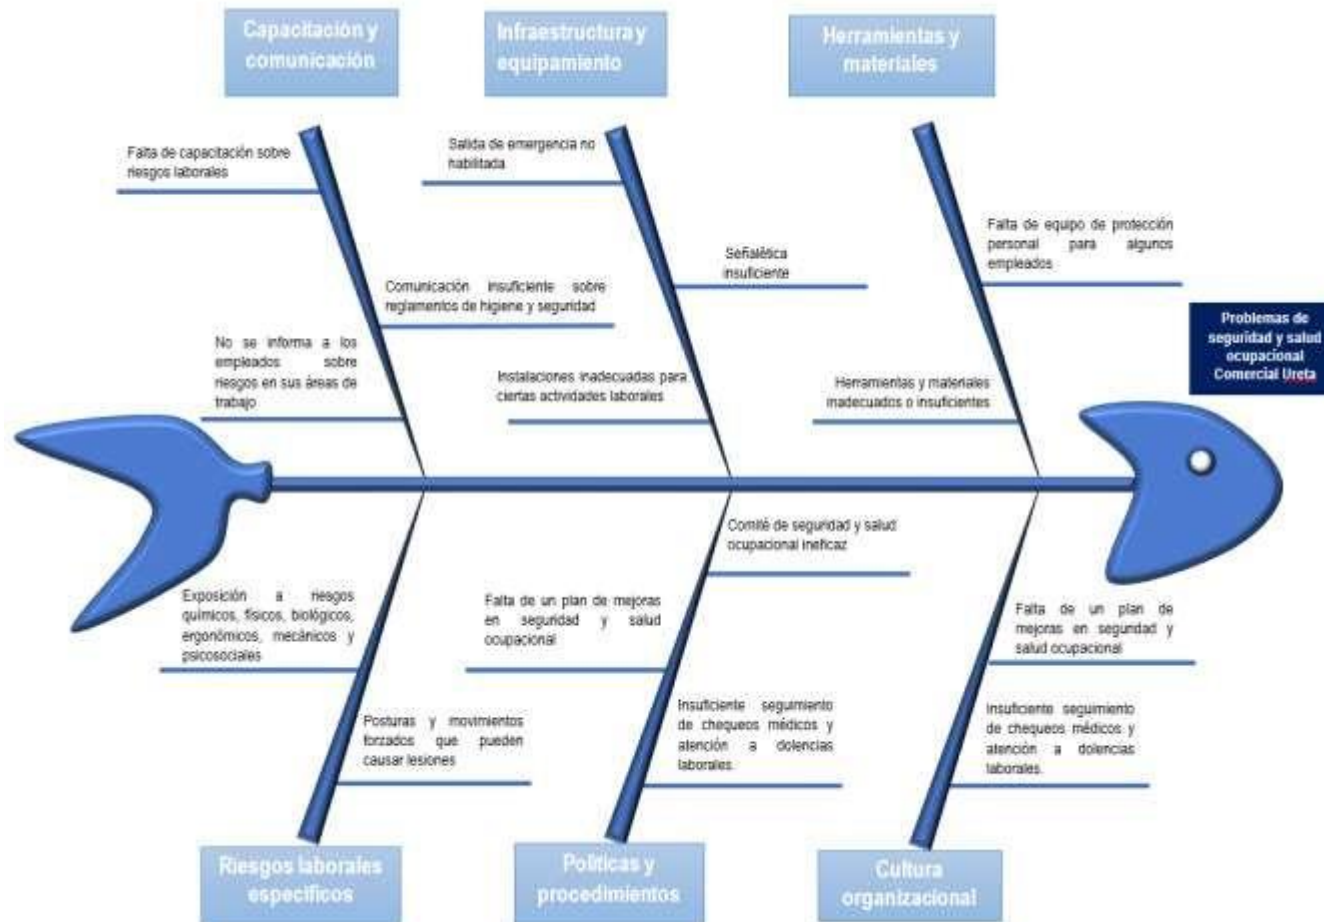 Capacitación y
comunicación
Infraestructura y
equipamiento
Herramientas y
materiales
Falta de capacitación sobre
riesgos laborales
Salida de emergencia no
habilitada
Falta de equipo de protección
personal para algunos
empleados
Señalética
insuficiente
Comunicación insuficiente sobre
reglamentos de higiene y seguridad
Problemas de
seguridad y salud
ocupacional
Comercial Ureta
No se informa a los
empleados sobre
riesgos en sus áreas de
trabajo
Instalaciones inadecuadas para
ciertas actividades laborales
Herramientas y materiales
inadecuados o insuficientes
Comité de seguridad y salud
ocupacional ineficaz
Exposición a riesgos
químicos, físicos, biológicos,
ergonómicos, mecánicos y
psicosociales
Falta de un plan de mejoras
en seguridad y salud
ocupacional
Falta de un plan de
mejoras en seguridad y
salud ocupacional
Posturas y movimientos
forzados que pueden
causar lesiones
Insuficiente seguimiento
de chequeos médicos y
atención a dolencias
laborales.
Insuficiente seguimiento
de chequeos médicos y
atención a dolencias
laborales.
Riesgos laborales
específicos
Políticas y
procedimientos
Cultura
organizacional